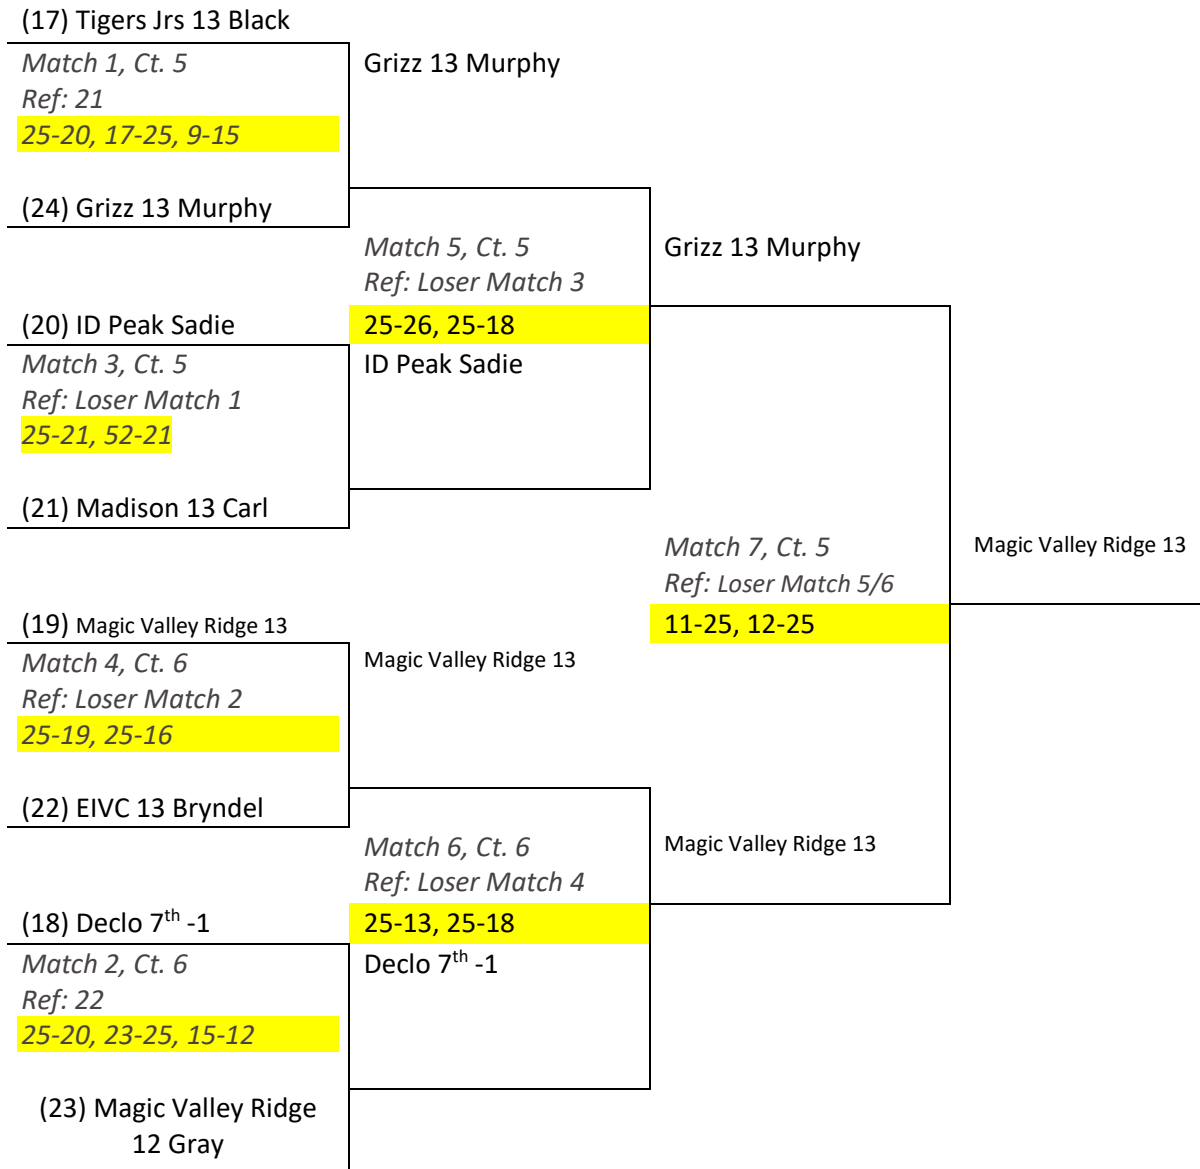 (17) Tigers Jrs 13 Black
Match 1, Ct. 5
Ref: 21
25-20, 17-25, 9-15
(24) Grizz 13 Murphy
(20) ID Peak Sadie
Match 3, Ct. 5
Ref: Loser Match 1
25-21, 52-21
(21) Madison 13 Carl
(19) Magic Valley Ridge 13
Match 4, Ct. 6
Ref: Loser Match 2
25-19, 25-16
(22) EIVC 13 Bryndel
(18) Declo 7th -1
Match 2, Ct. 6
Ref: 22
25-20, 23-25, 15-12
(23) Magic Valley Ridge
12 Gray
Grizz 13 Murphy
Match 5, Ct. 5
Ref: Loser Match 3
25-26, 25-18
ID Peak Sadie
Magic Valley Ridge 13
Match 6, Ct. 6
Ref: Loser Match 4
25-13, 25-18
Declo 7th -1
Grizz 13 Murphy
Match 7, Ct. 5
Ref: Loser Match 5/6
11-25, 12-25
Magic Valley Ridge 13
Magic Valley Ridge 13